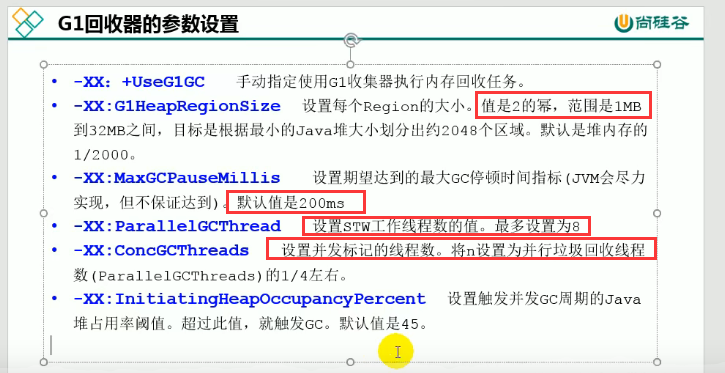 G1回收器的参数设置
尚硅谷
• -XX: +UseG1GC 手动指定使用G1收集器执行内存回收任务。
• -XX:G1HeapRegionSize 设置每个Region的大小。值是2的幂，范围是1MB
到32MB之间，目标是根据最小的Java堆大小划分出约2048个区域。默认是堆内存的
1/2000。
• -XX:MaxGCPauseMillis 设置期望达到的最大GC停顿时间指标(JVM会尽力
实现，但不保证达到)。默认值是200ms
• -XX:ParallelGCThread 设置STW工作线程数的值。最多设置为8
• -XX:ConcGCThreads 设置并发标记的线程数。将n设置为并行垃圾回收线程
数(ParallelGCThreads)的1/4左右。
• -XX:InitiatingHeapOccupancyPercent 设置触发并发GC周期的Java
堆占用率阈值。超过此值，就触发GC。默认值是45。